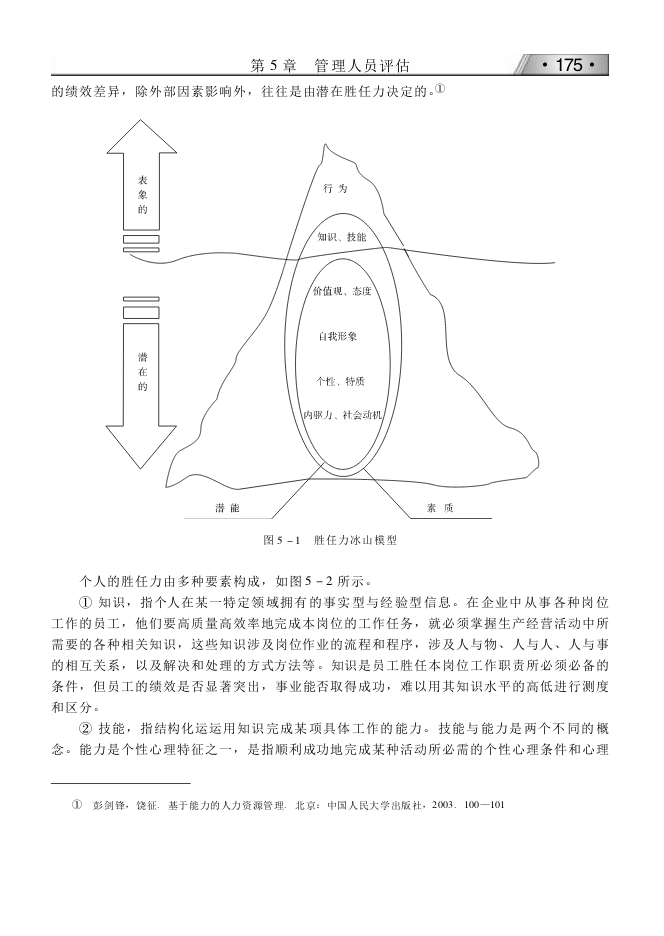 第 5 章　管理人员评估
· 175 ·
的绩效差异，除外部因素影响外，往往是由潜在胜任力决定的。①
表
象
的
行 为
知识、技能
价值观、态度
自我形象
个性、特质
内驱力、社会动机
潜
在
的
潜 能
素 质
图 5 －1　胜任力冰山模型
个人的胜任力由多种要素构成，如图 5 －2 所示。
① 知识，指个人在某一特定领域拥有的事实型与经验型信息。在企业中从事各种岗位
工作的员工，他们要高质量高效率地完成本岗位的工作任务，就必须掌握生产经营活动中所
需要的各种相关知识，这些知识涉及岗位作业的流程和程序，涉及人与物、人与人、人与事
的相互关系，以及解决和处理的方式方法等。知识是员工胜任本岗位工作职责所必须必备的
条件，但员工的绩效是否显著突出，事业能否取得成功，难以用其知识水平的高低进行测度
和区分。
② 技能，指结构化运运用知识完成某项具体工作的能力。技能与能力是两个不同的概
念。能力是个性心理特征之一，是指顺利成功地完成某种活动所必需的个性心理条件和心理
①　彭剑锋，饶征. 基于能力的人力资源管理. 北京：中国人民大学出版社，2003. 100—101